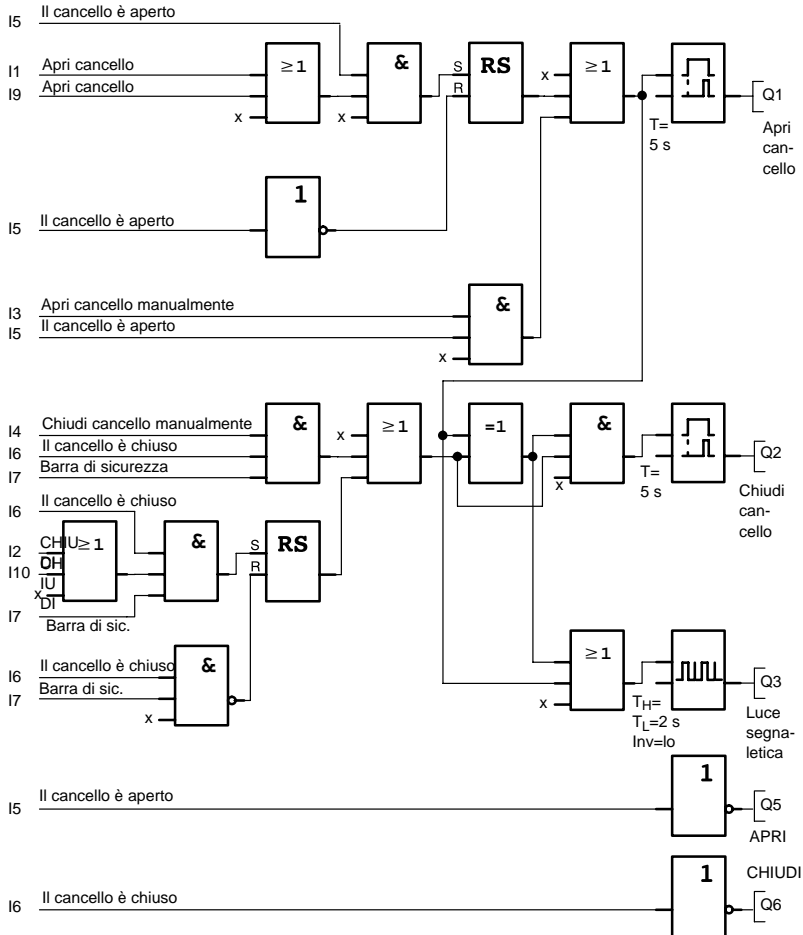 I5 Il cancello è aperto
I1 Apri cancello
I9 Apri cancello
x
≥1
x
&
S
R
RS
x
≥1
T=
5 s
Q1
Apri
can-
cello
1
I5 Il cancello è aperto
I3 Apri cancello manualmente
I5 Il cancello è aperto
x
&
I4 Chiudi cancello manualmente
I6 Il cancello è chiuso
I7 Barra di sicurezza
&
x
≥1
=1
&
x
T=
5 s
Q2
Chiudi
can-
cello
I6 Il cancello è chiuso
I2 CHIU
I10 CH
x IU
DI
≥1
I7
Barra di sic.
&
S
R
RS
I6 Il cancello è chiuso
I7 Barra di sic.
x
&
≥1
x
TH=
TL=2 s
Inv=lo
Q3
Luce
segna-
letica
I5 Il cancello è aperto
1
Q5
APRI
I6 Il cancello è chiuso
1
CHIUDI
Q6